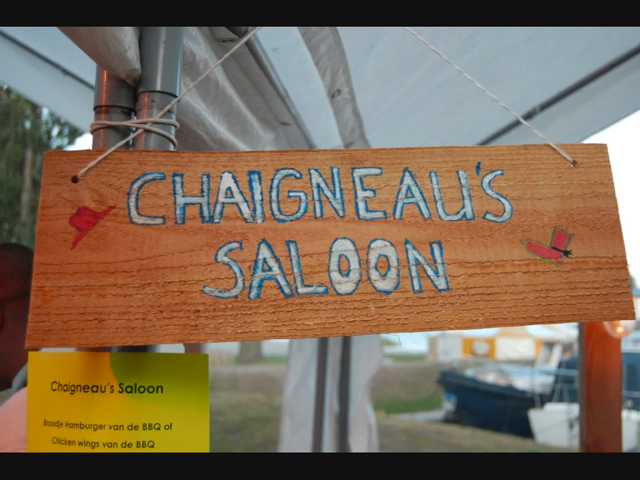 CHAIGNEAU'S
SALOON
Chaigneau's Saloon
Broodje Hamburger van de BBQ of
Chicken wings van de BBQ